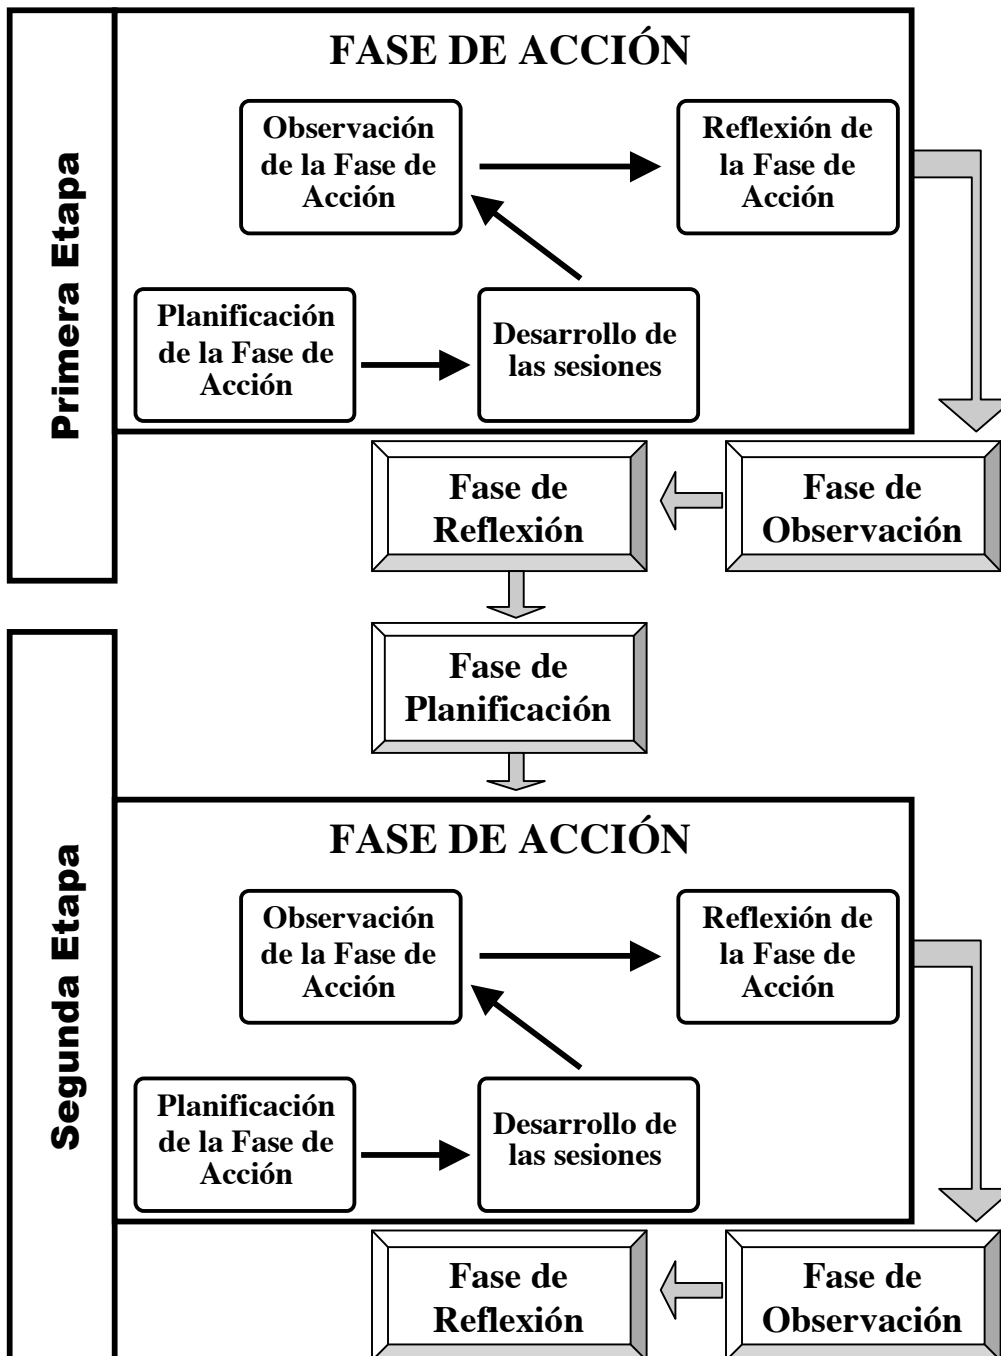 Primera Etapa
FASE DE ACCIÓN
Observación
de la Fase de
Acción
Reflexión de
la Fase de
Acción
Planificación
de la Fase de
Acción
Desarrollo de
las sesiones
Fase de
Reflexión
Fase de
Observación
Fase de
Planificación
Segunda Etapa
FASE DE ACCIÓN
Observación
de la Fase de
Acción
Reflexión de
la Fase de
Acción
Planificación
de la Fase de
Acción
Desarrollo de
las sesiones
Fase de
Reflexión
Fase de
Observación